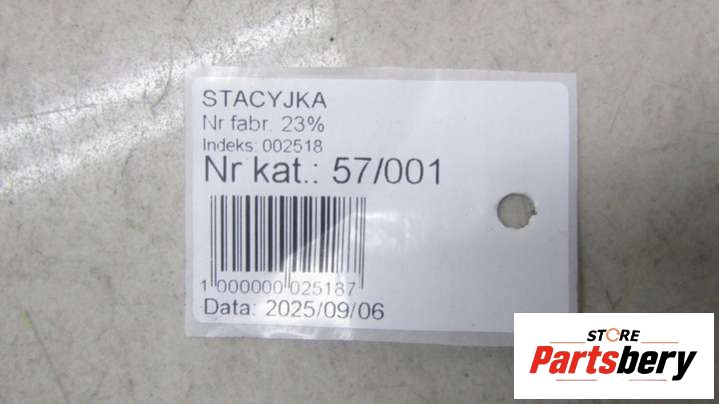 STACYJKA
Nr fabr. 23%
Indeks: 002518
Nr kat.: 57/001
1 000000 025187
Data: 2025/09/06
STORE
Partsbery